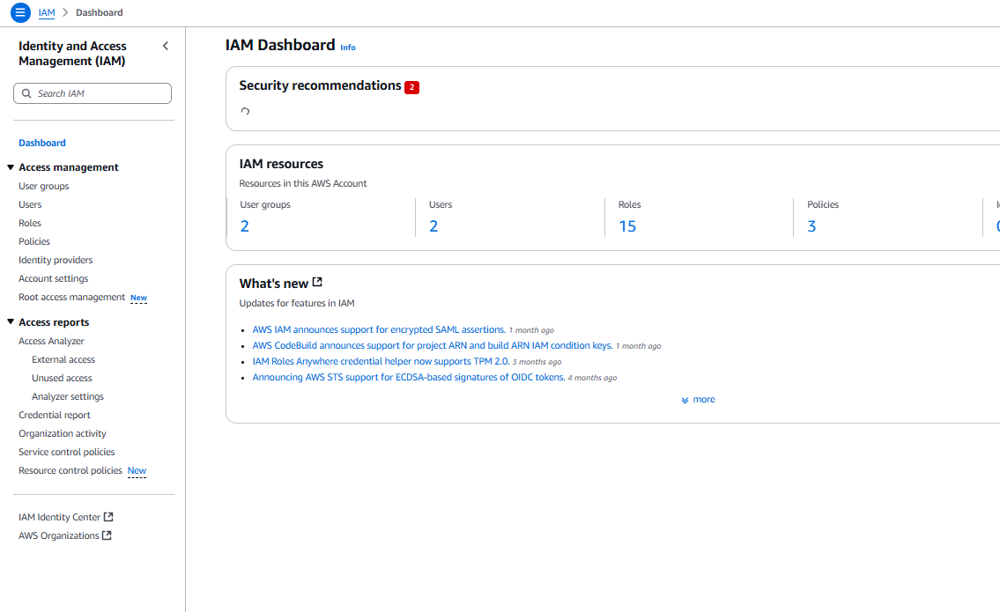 IAM > Dashboard
Identity and Access
Management (IAM)
Search IAM
Dashboard
Access management
User groups
Users
Roles
Policies
Identity providers
Account settings
Root access management New
Access reports
Access Analyzer
External access
Unused access
Analyzer settings
Credential report
Organization activity
Service control policies
Resource control policies New
IAM Identity Center
AWS Organizations
IAM Dashboard Info
Security recommendations 2
IAM resources
Resources in this AWS Account
User groups
2
Users
2
Roles
15
Policies
3
What's new
Updates for features in IAM
• AWS IAM announces support for encrypted SAML assertions. 1 month ago
• AWS CodeBuild announces support for project ARN and build ARN IAM condition keys. 1 month ago
• IAM Roles Anywhere credential helper now supports TPM 2.0. 3 months ago
• Announcing AWS STS support for ECDSA-based signatures of OIDC tokens. 4 months ago
more